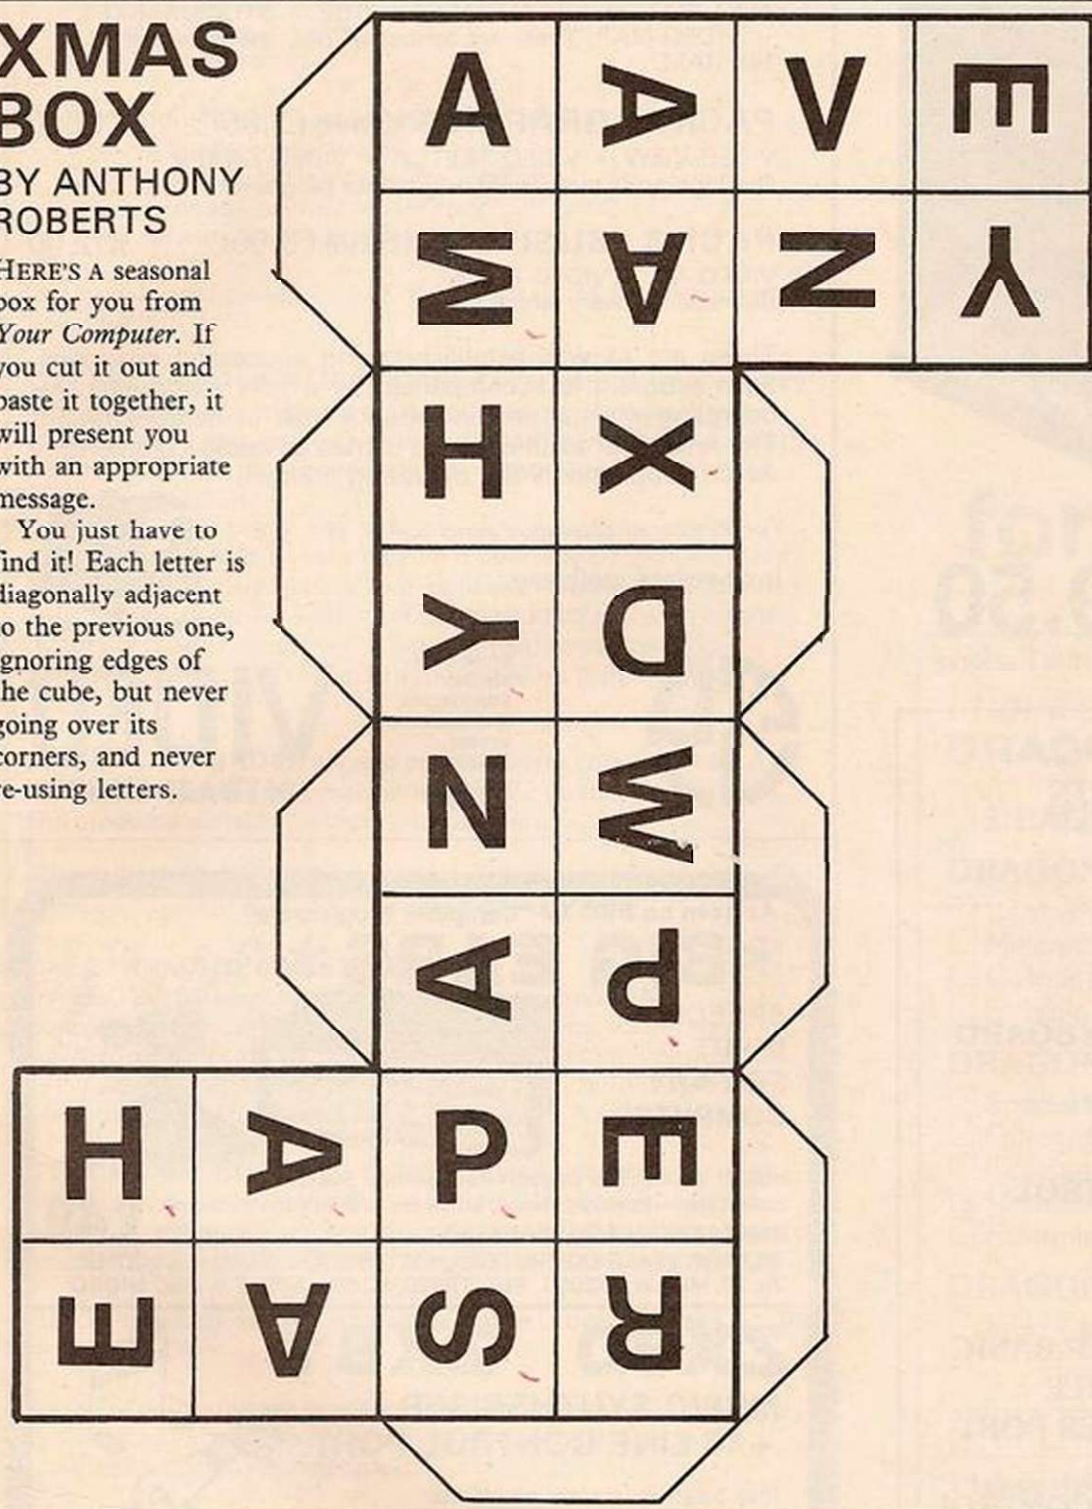 XMAS
BOX
BY ANTHONY
ROBERTS
HERE'S A seasonal
box for you from
Your Computer. If
you cut it out and
paste it together, it
will present you
with an appropriate
message.
You just have to
find it! Each letter is
diagonally adjacent
to the previous one,
ignoring edges of
the cube, but never
going over its
corners, and never
re-using letters.
A A V E
M A N Y
H X
Y D
Z W
A P
H A P E
E A S R